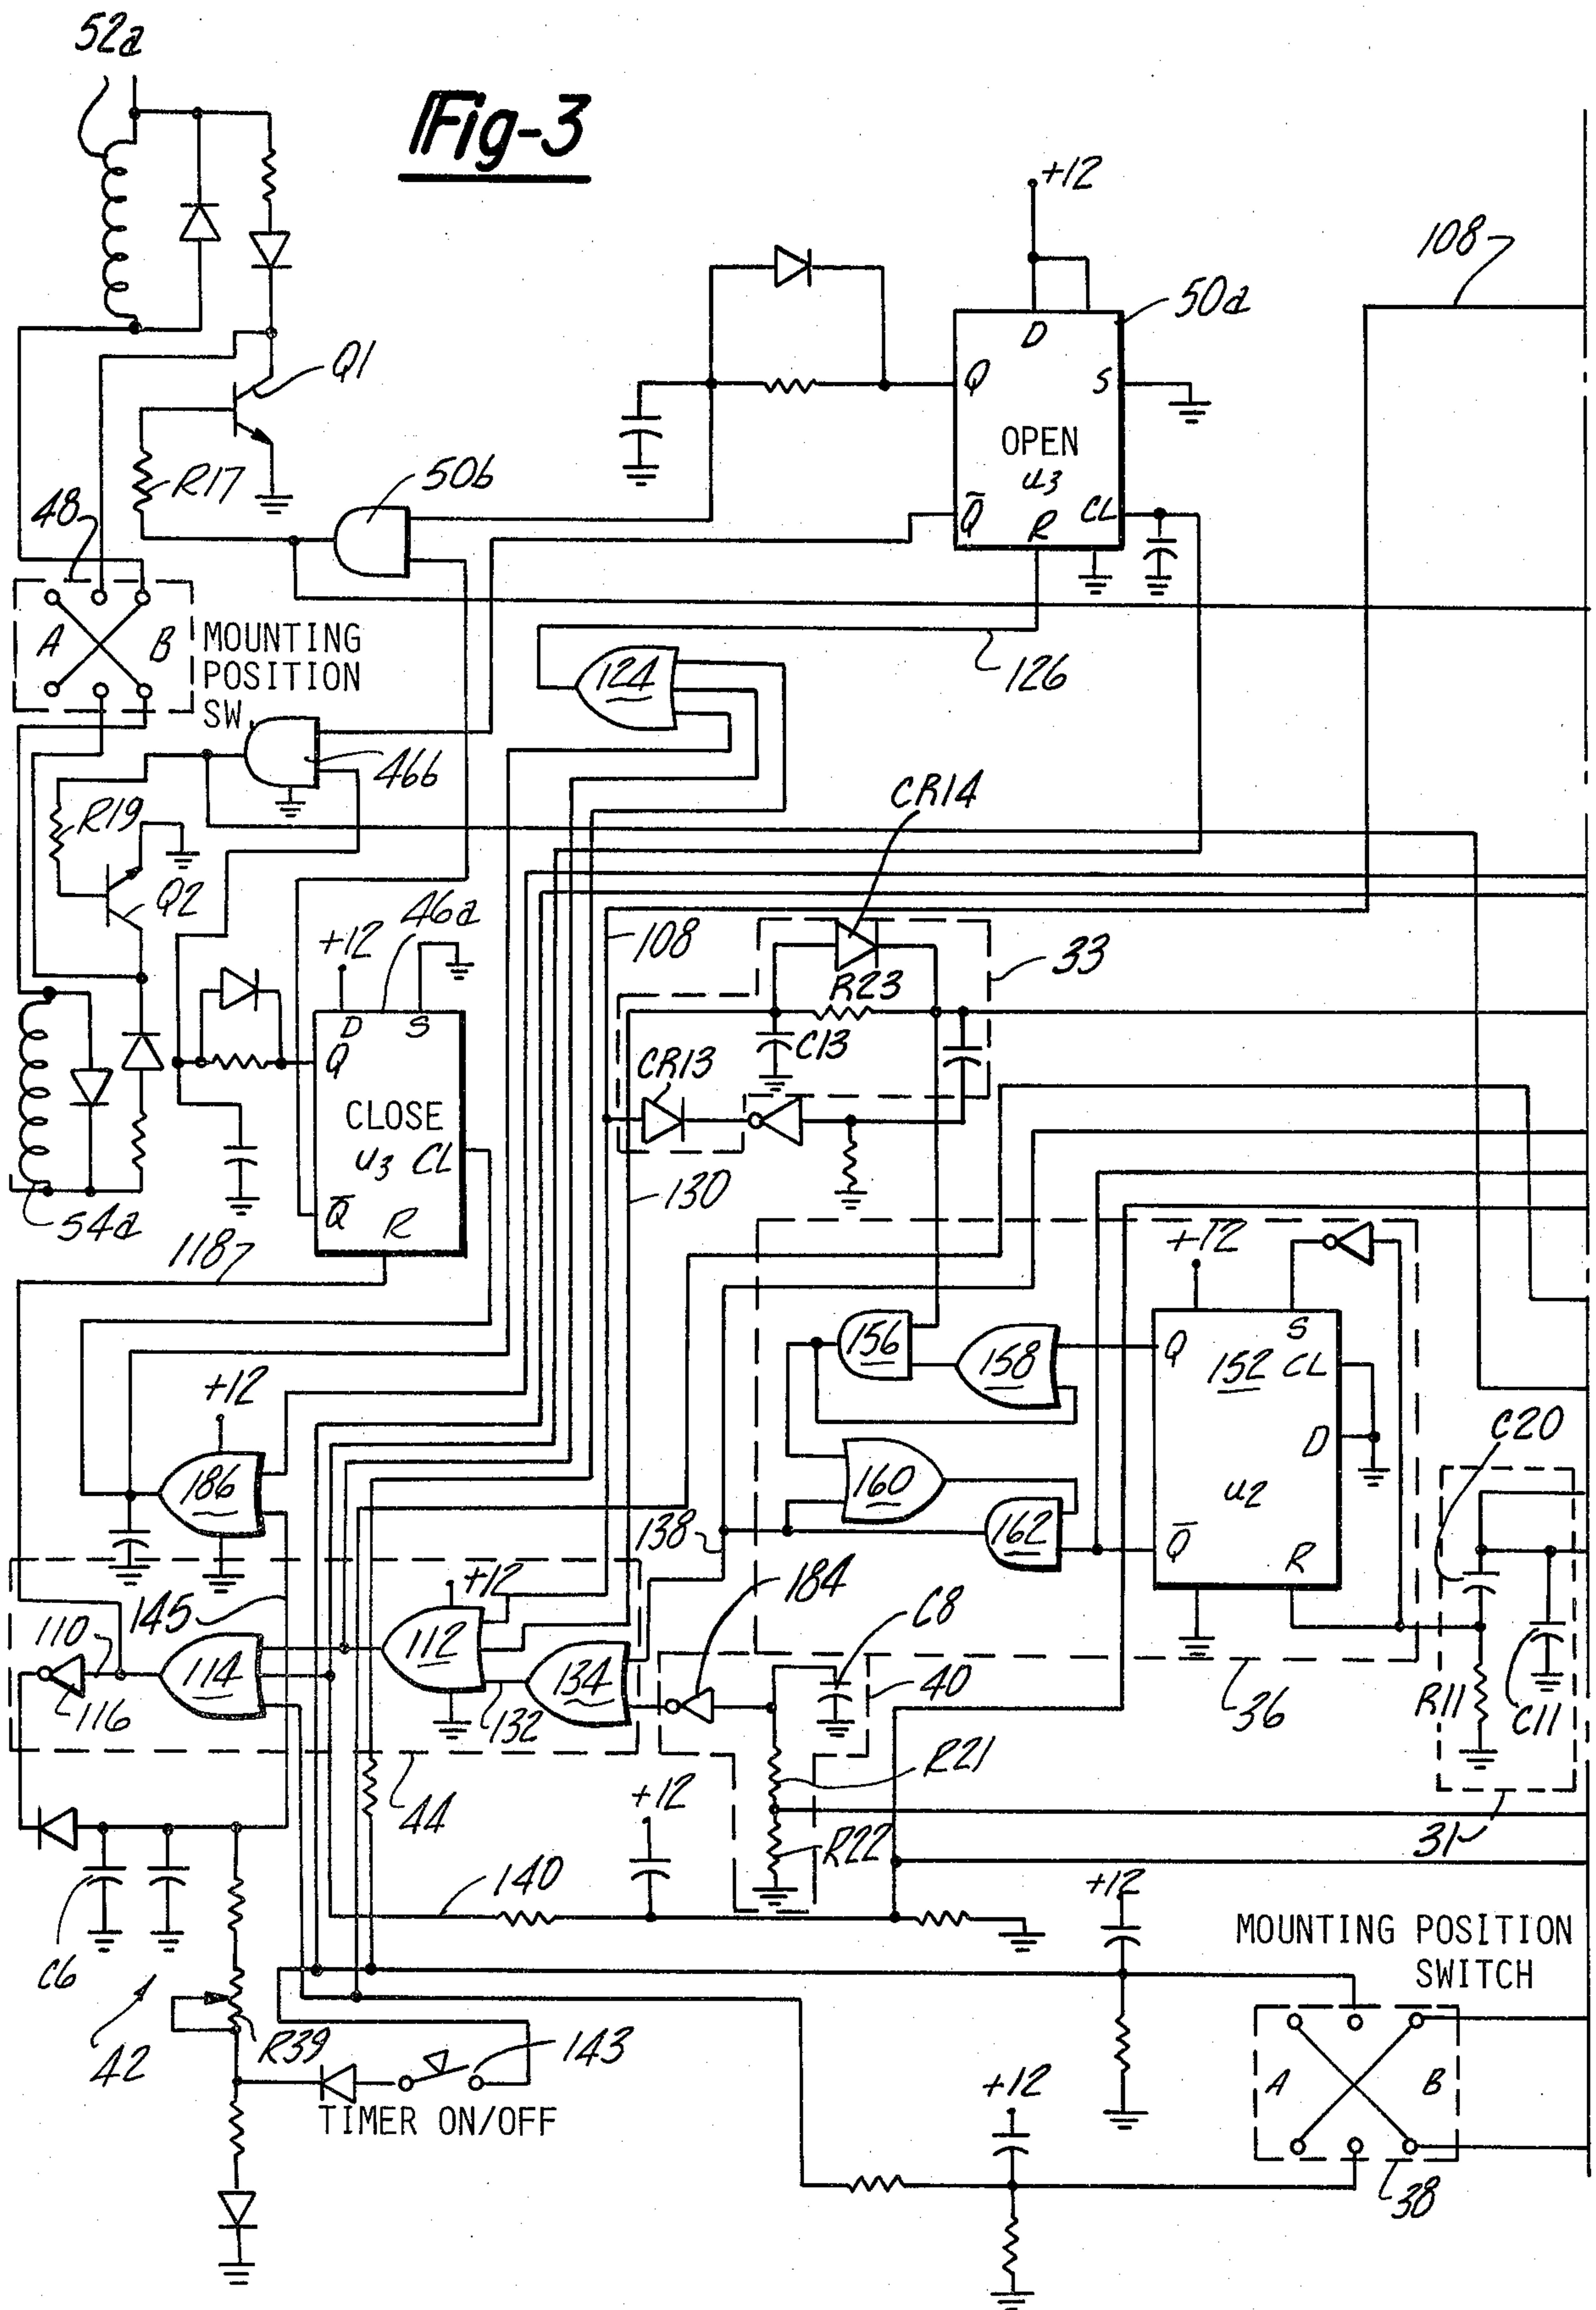 52a
Fig-3
+12
108
50a
D
Q
S
OPEN
U3
Q̅
R
CL
Q1
R17
50b
48
A
B
MOUNTING
POSITION
SW
124
126
46b
R19
CR14
Q2
46a
+12
108
33
R23
D
S
Q
C13
CR13
CLOSE
U3
CL
130
54a
Q̅
R
118
+12
S
156
158
Q
152
CL
+12
D
C20
186
160
U2
138
162
Q̅
R
145
+12
184
C8
110
112
114
134
40
116
132
36
R11
C11
R21
+12
44
31
R22
140
+12
MOUNTING POSITION
SWITCH
C6
42
R39
143
A
B
+12
TIMER ON/OFF
38